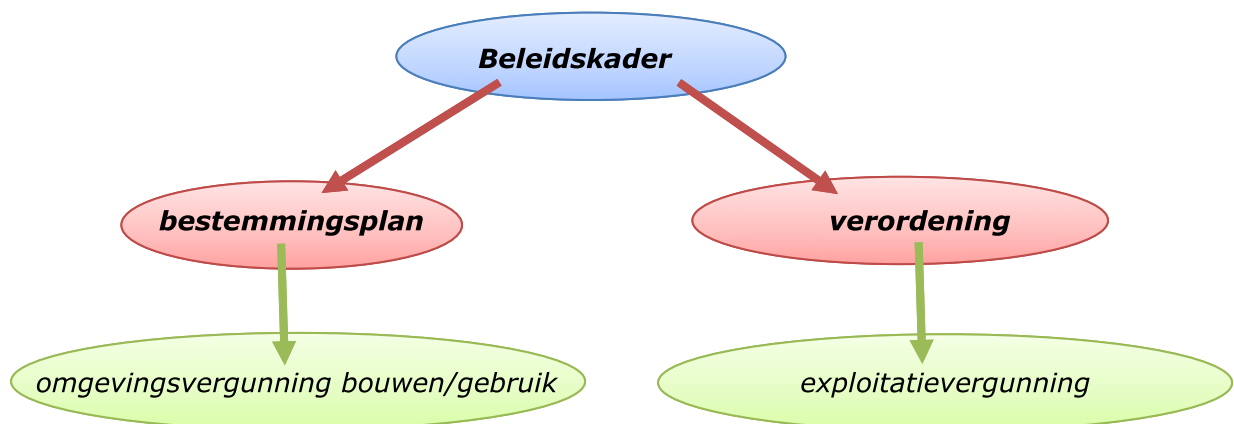 Beleidskader
bestemmingsplan
verordening
omgevingsvergunning bouwen/gebruik
exploitatievergunning